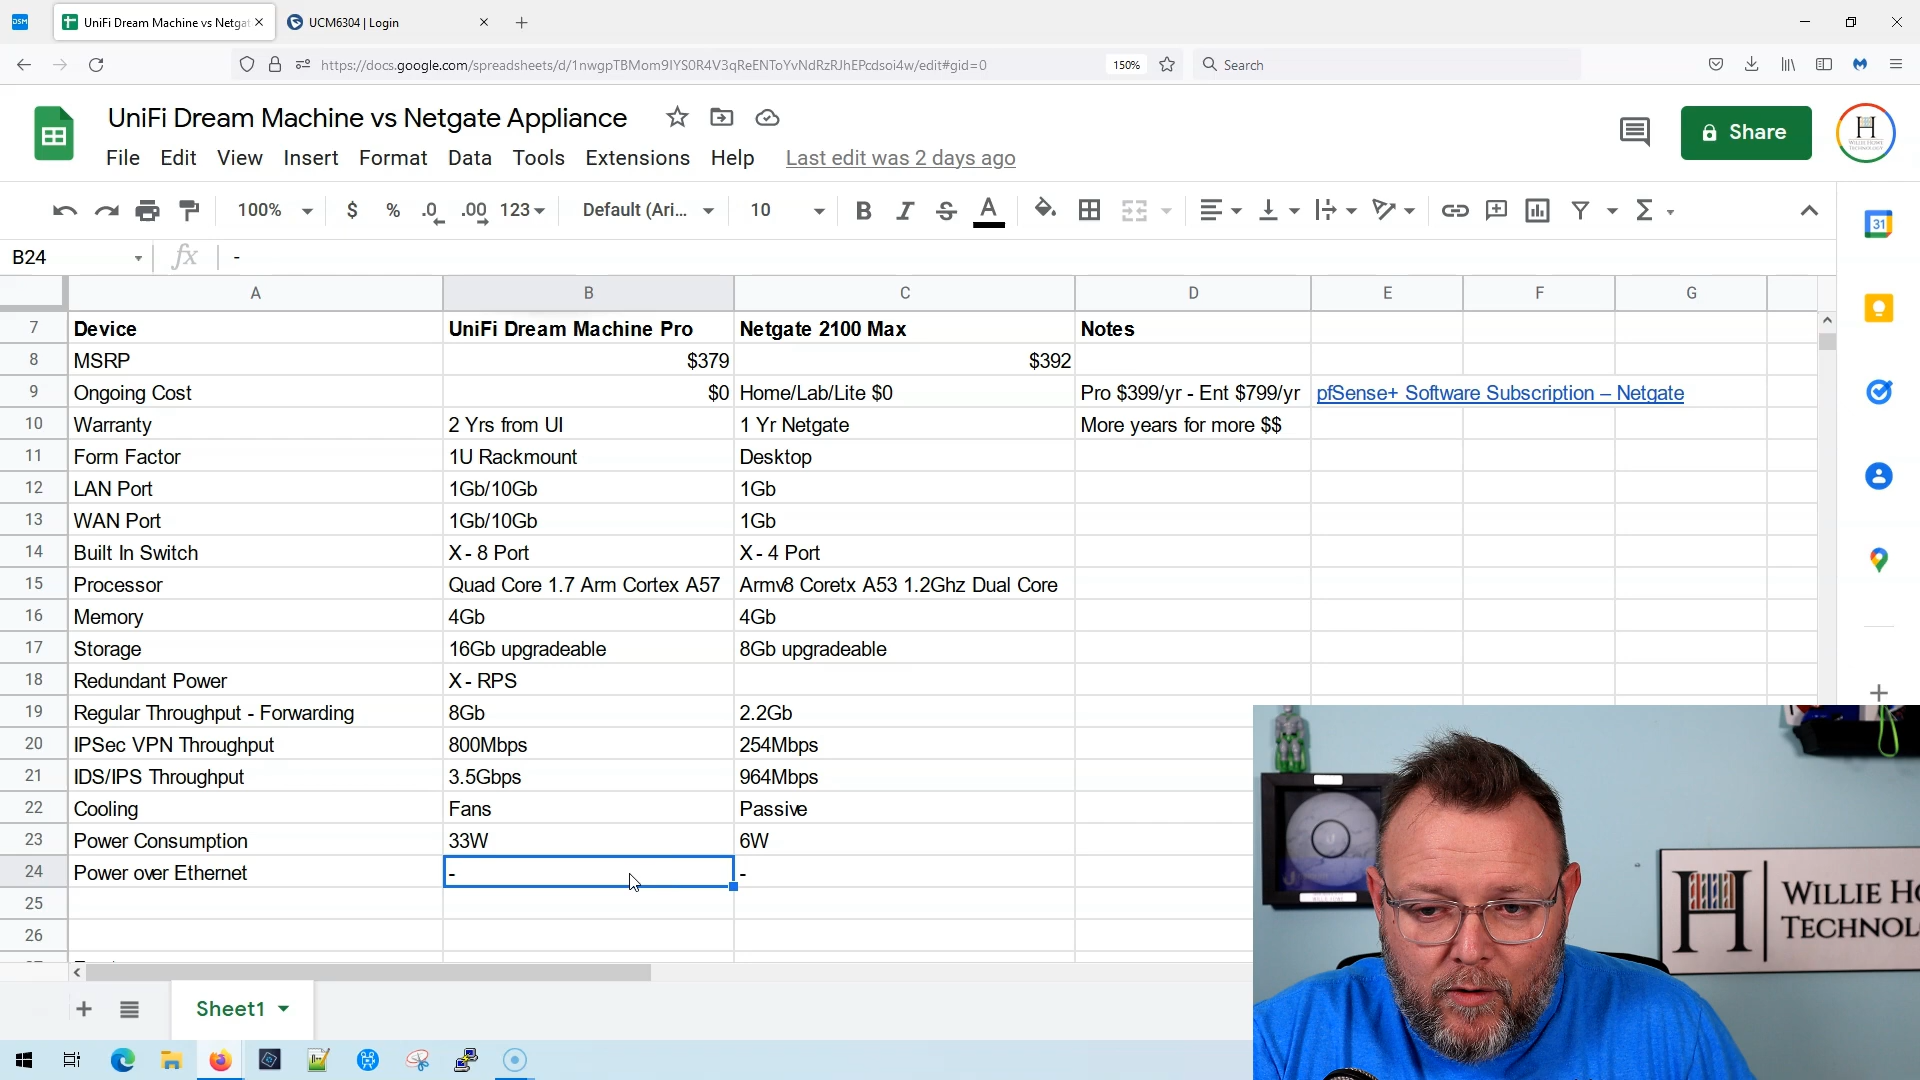 DSM
UniFi Dream Machine vs Netgat
UCM6304 | Login
https://docs.google.com/spreadsheets/d/1nwgpTBMom9IYS0R4V3qReENToYvNdRzRJhEPcdsoi4w/edit#gid=0
150%
Search
UniFi Dream Machine vs Netgate Appliance
Share
File Edit View Insert Format Data Tools Extensions Help Last edit was 2 days ago
100% $ % .0 .00 123 Default (Ari... 10 B I S A
31
B24 fx -
A B C D E F G
7 Device UniFi Dream Machine Pro Netgate 2100 Max Notes
8 MSRP $379 $392
9 Ongoing Cost $0 Home/Lab/Lite $0 Pro $399/yr - Ent $799/yr pfSense+ Software Subscription – Netgate
10 Warranty 2 Yrs from UI 1 Yr Netgate More years for more $$
11 Form Factor 1U Rackmount Desktop
12 LAN Port 1Gb/10Gb 1Gb
13 WAN Port 1Gb/10Gb 1Gb
14 Built In Switch X - 8 Port X - 4 Port
15 Processor Quad Core 1.7 Arm Cortex A57 Armv8 Coretx A53 1.2Ghz Dual Core
16 Memory 4Gb 4Gb
17 Storage 16Gb upgradeable 8Gb upgradeable
18 Redundant Power X - RPS
19 Regular Throughput - Forwarding 8Gb 2.2Gb
20 IPSec VPN Throughput 800Mbps 254Mbps
21 IDS/IPS Throughput 3.5Gbps 964Mbps
22 Cooling Fans Passive
23 Power Consumption 33W 6W
24 Power over Ethernet - -
25
26
Sheet1
H WILLIE HO
TECHNOL